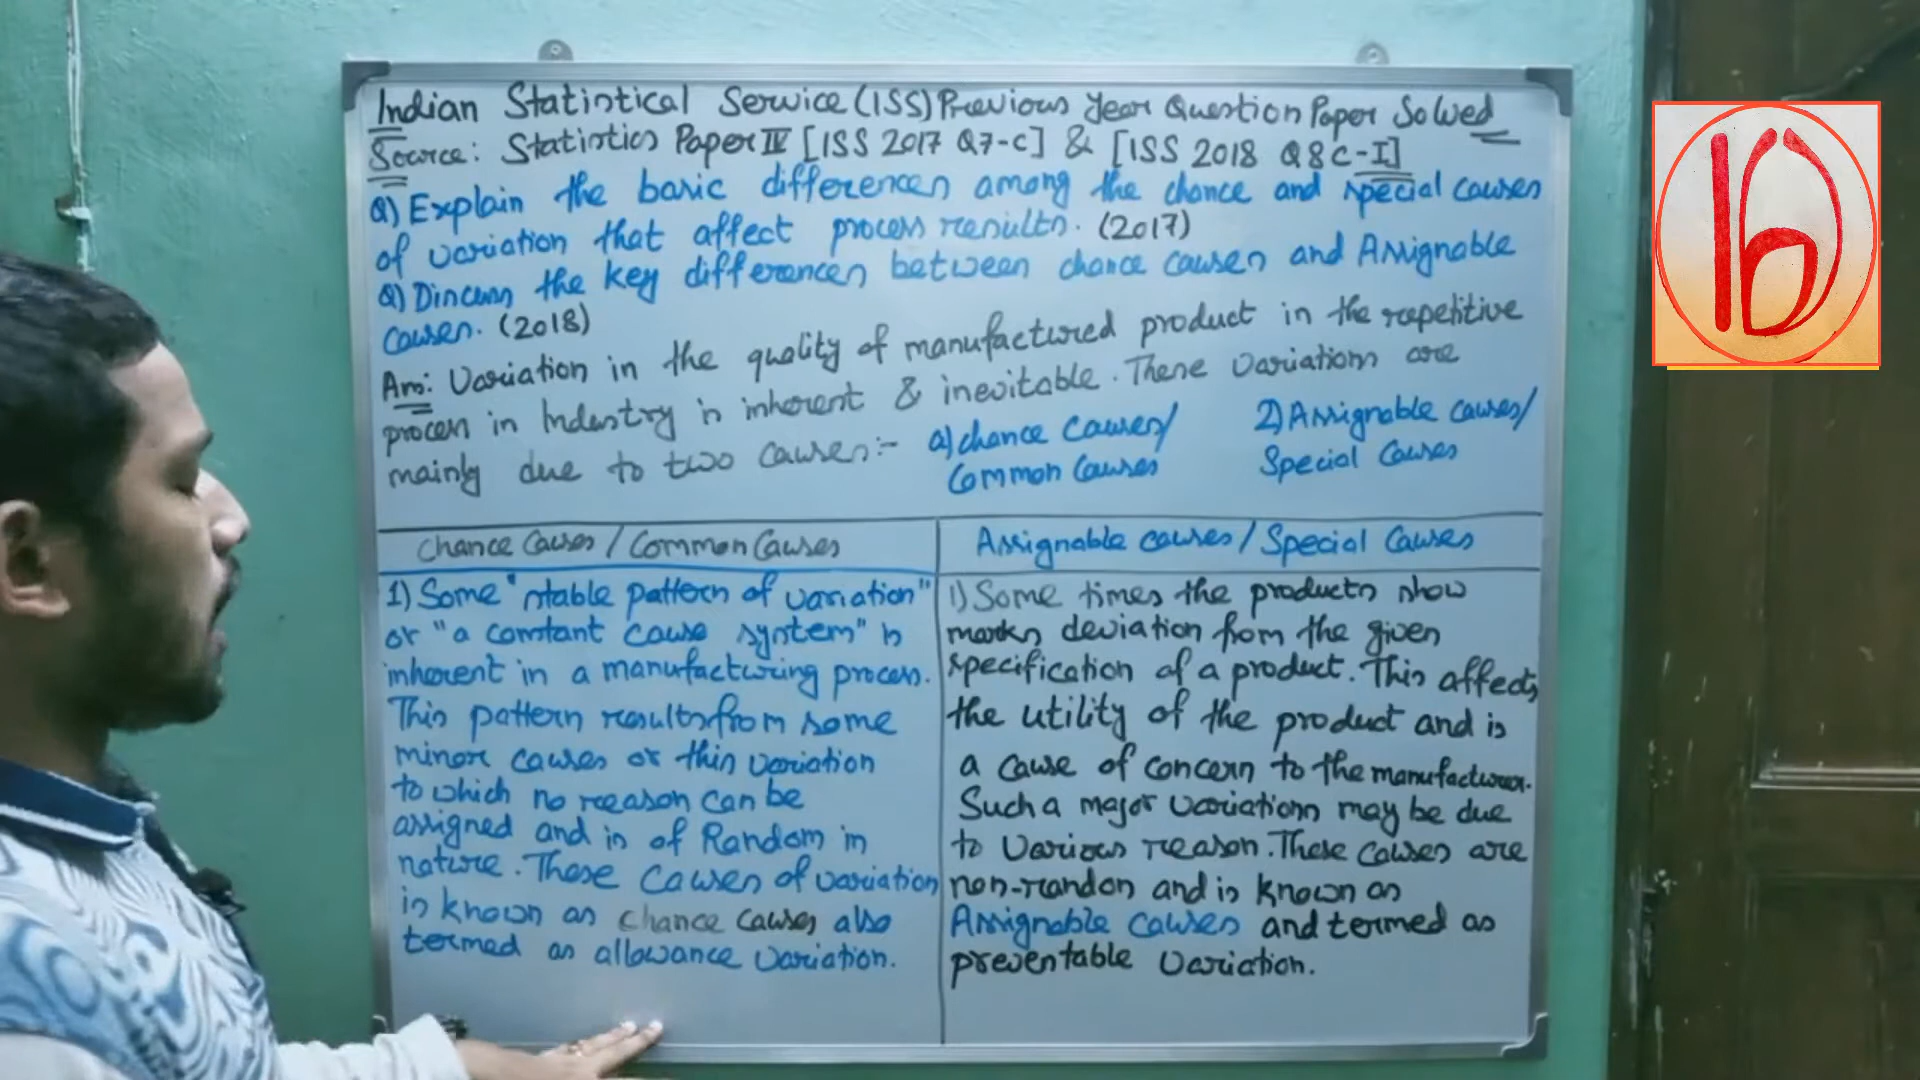 Indian Statistical Service (ISS) Previous Year Question Paper Solved
Source: Statistics Paper IV [ISS 2017 Q7-C] & [ISS 2018 Q8C-I]
Q) Explain the basic differences among the chance and special causes
of variation that affect process results. (2017)
Q) Discuss the key differences between chance causes and Assignable
causes. (2018)
Ans: Variation in the quality of manufactured product in the repetitive
process in Industry is inherent & inevitable. These variations are
mainly due to two causes:-
a) chance causes/
Common Causes
2) Assignable causes/
Special Causes
Chance Causes / Common Causes
1) Some "stable pattern of variation"
or "a constant cause system" is
inherent in a manufacturing process.
This pattern results from some
minor causes or this variation
to which no reason can be
assigned and is of Random in
nature. These causes of variation
is known as chance causes also
termed as allowance variation.
Assignable causes / Special Causes
1) Some times the products show
marks deviation from the given
specification of a product. This affects
the utility of the product and is
a cause of concern to the manufacturer.
Such a major variations may be due
to various reason. These causes are
non-randon and is known as
Assignable causes and termed as
preventable variation.